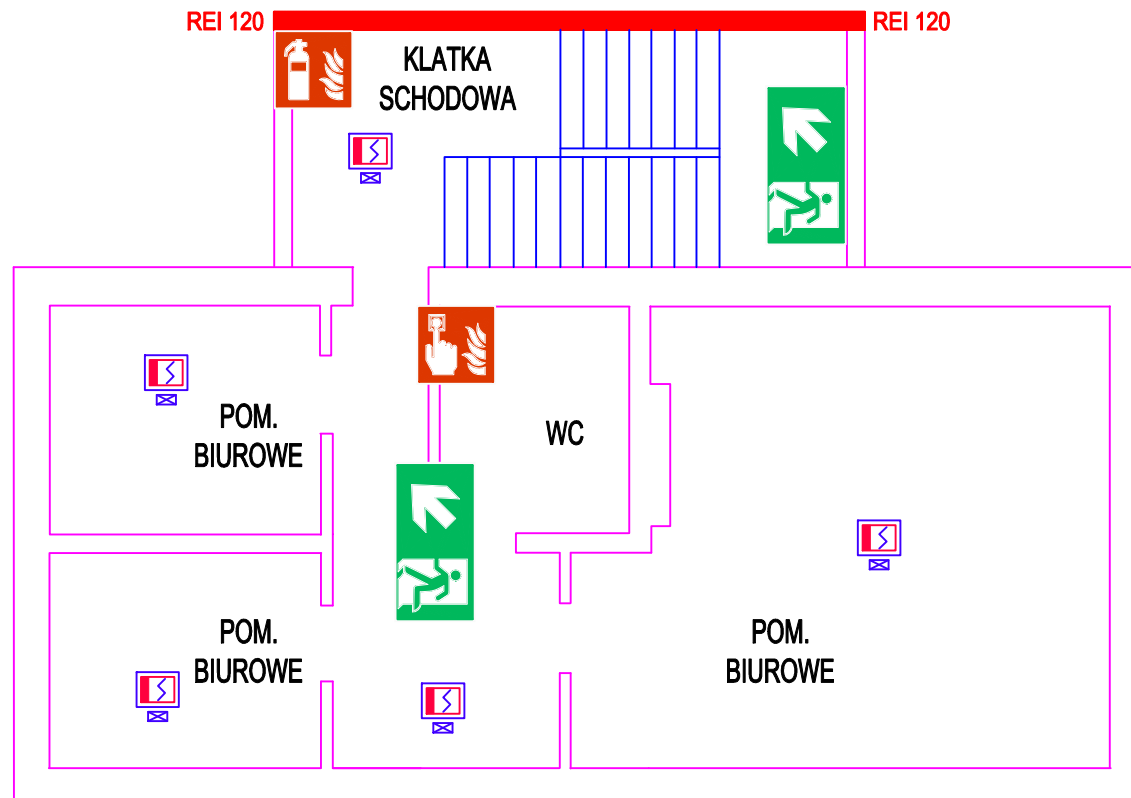 REI 120
REI 120
KLATKA
SCHODOWA
POM.
BIUROWE
WC
POM.
BIUROWE
POM.
BIUROWE